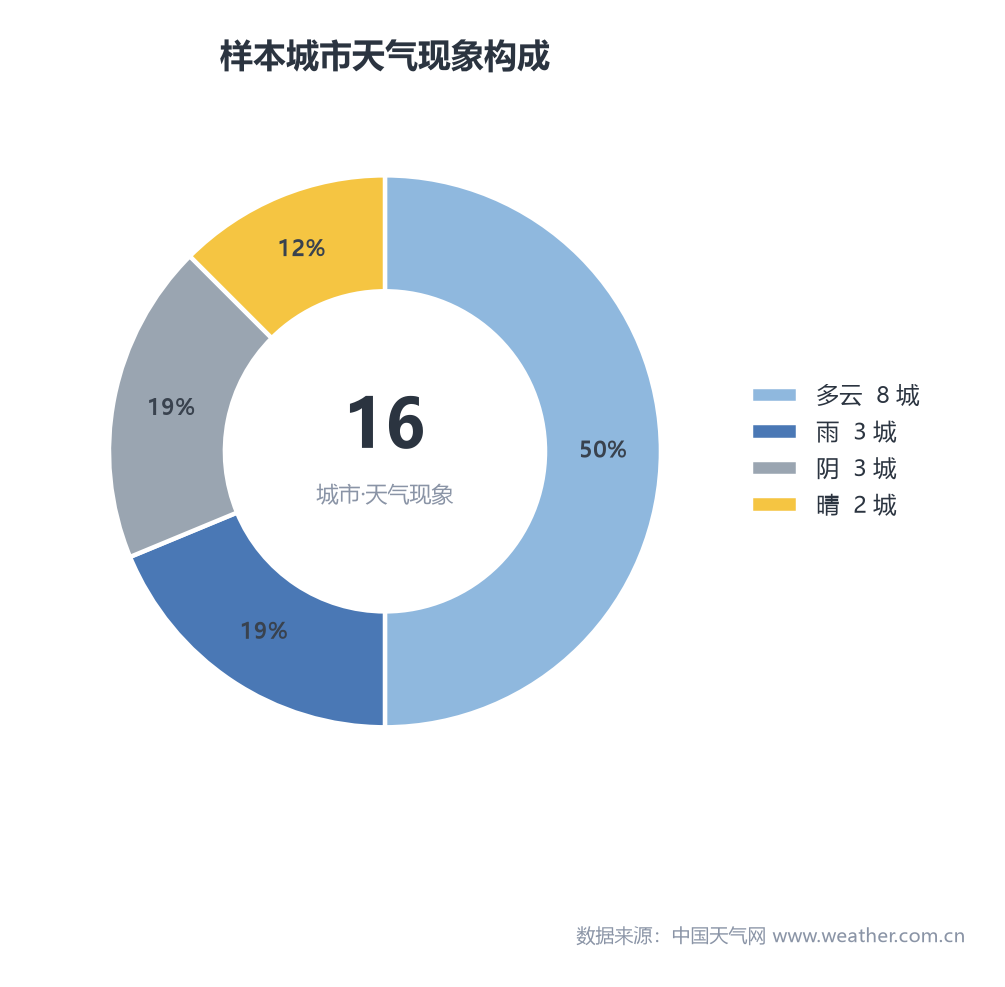 样本城市天气现象构成
12%
19%
50%
19%
16
城市·天气现象
多云 8 城
雨 3 城
阴 3 城
晴 2 城
数据来源：中国天气网 www.weather.com.cn